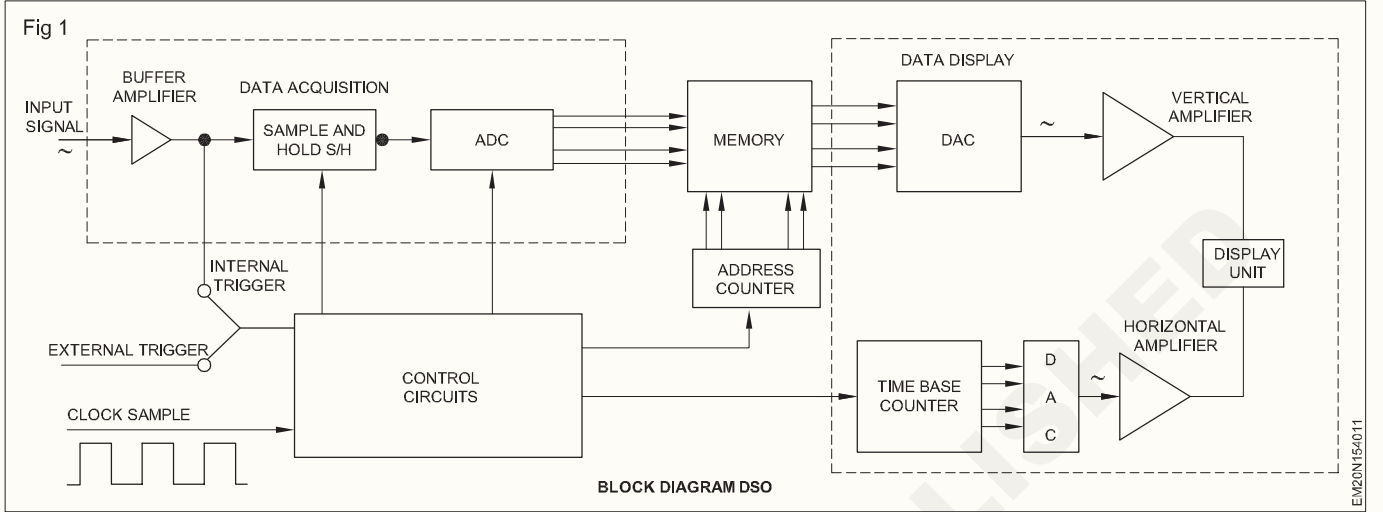 Fig 1
BUFFER
AMPLIFIER
DATA ACQUISITION
INPUT
SIGNAL
~
SAMPLE AND
HOLD S/H
ADC
MEMORY
DATA DISPLAY
DAC
~
VERTICAL
AMPLIFIER
INTERNAL
TRIGGER
ADDRESS
COUNTER
DISPLAY
UNIT
EXTERNAL TRIGGER
CONTROL
CIRCUITS
CLOCK SAMPLE
TIME BASE
COUNTER
D
A
C
~
HORIZONTAL
AMPLIFIER
BLOCK DIAGRAM DSO
EM20N154011
LISHED